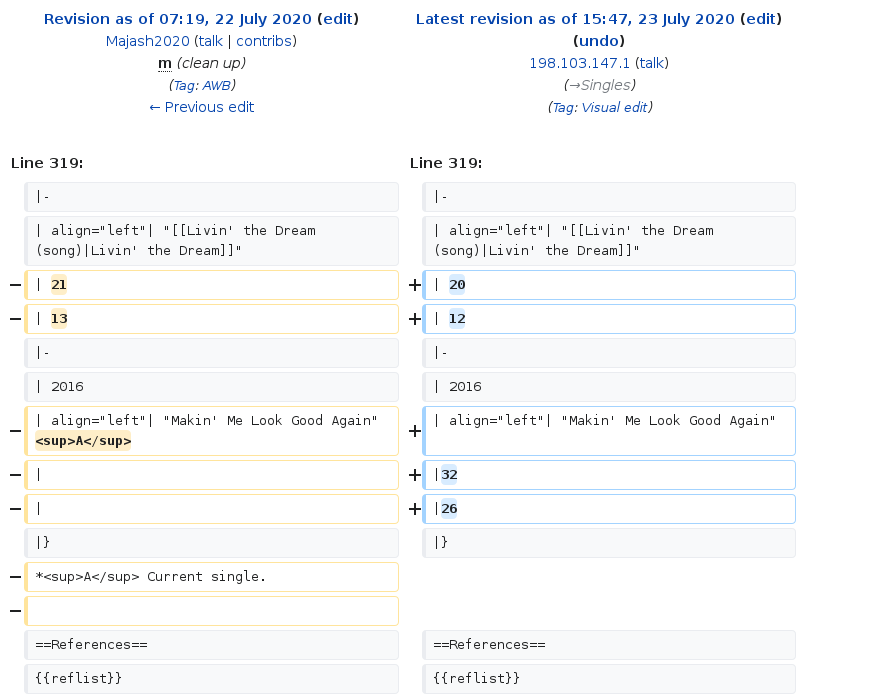 Revision as of 07:19, 22 July 2020 (edit)
Majash2020 (talk | contribs)
m (clean up)
(Tag: AWB)
← Previous edit
Latest revision as of 15:47, 23 July 2020 (edit)
(undo)
198.103.147.1 (talk)
(→Singles)
(Tag: Visual edit)
Line 319:
Line 319:
|-
|-
| align="left"| "[[Livin' the Dream
(song)|Livin' the Dream]]"
| align="left"| "[[Livin' the Dream
(song)|Livin' the Dream]]"
− | 21
+ | 20
− | 13
+ | 12
|-
|-
| 2016
| 2016
− | align="left"| "Makin' Me Look Good Again"
<sup>A</sup>
+ | align="left"| "Makin' Me Look Good Again"
− |
+ |32
− |
+ |26
|}
|}
− *<sup>A</sup> Current single.
−
==References==
==References==
{{reflist}}
{{reflist}}